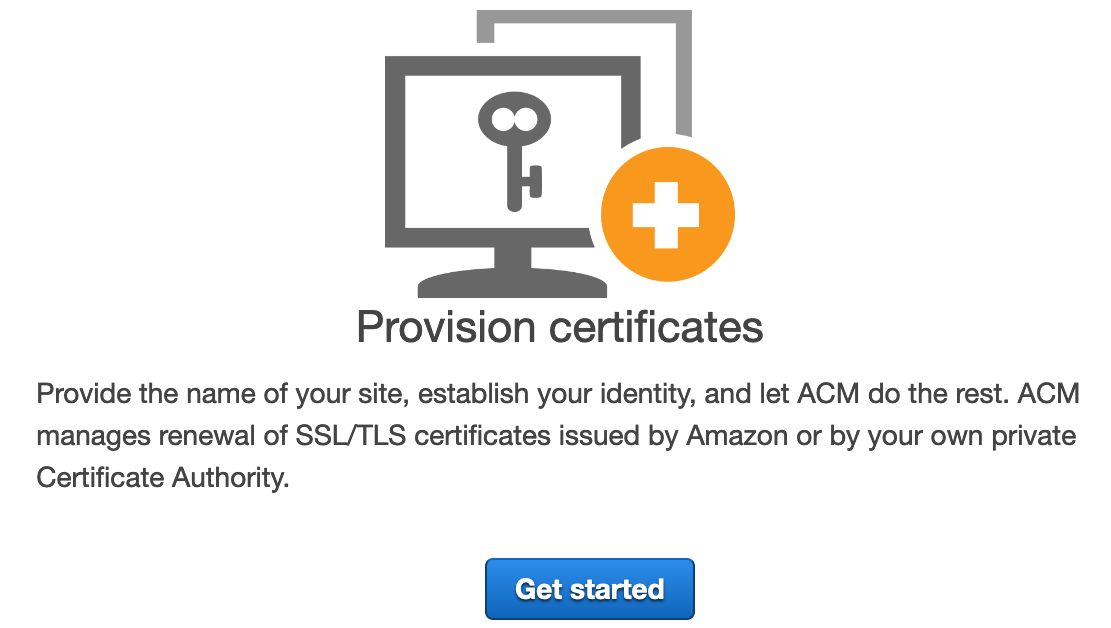 Provision certificates
Provide the name of your site, establish your identity, and let ACM do the rest. ACM
manages renewal of SSL/TLS certificates issued by Amazon or by your own private
Certificate Authority.
Get started